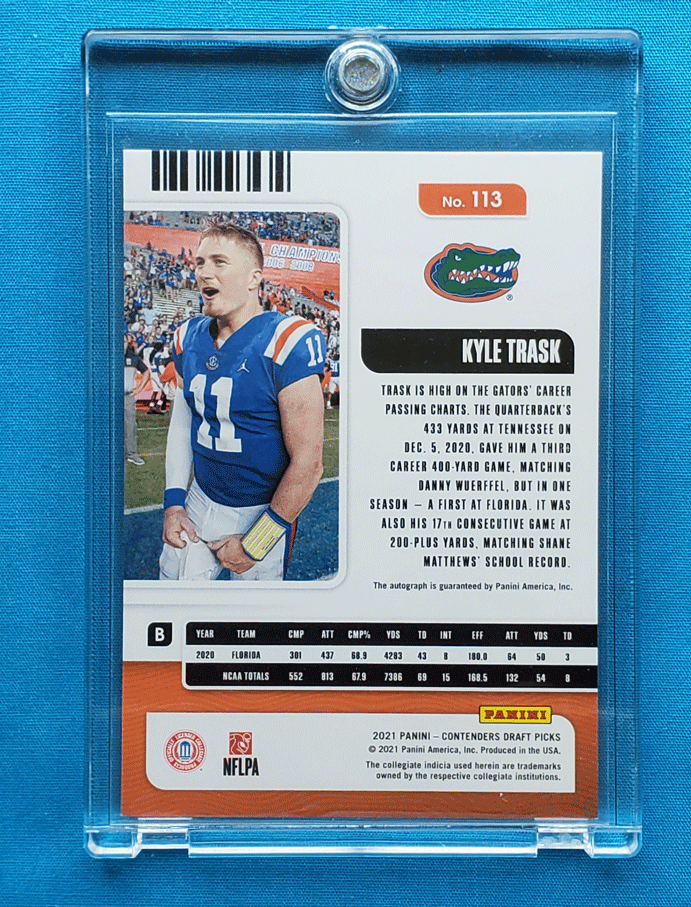 No. 113
CHAMPIONS
2006 2008
11
11
KYLE TRASK
TRASK IS HIGH ON THE GATORS' CAREER
PASSING CHARTS. THE QUARTERBACK'S
433 YARDS AT TENNESSEE ON
DEC. 5, 2020, GAVE HIM A THIRD
CAREER 400-YARD GAME, MATCHING
DANNY WUERFFEL, BUT IN ONE
SEASON – A FIRST AT FLORIDA. IT WAS
ALSO HIS 17TH CONSECUTIVE GAME AT
200-PLUS YARDS, MATCHING SHANE
MATTHEWS' SCHOOL RECORD.
The autograph is guaranteed by Panini America, Inc.
B YEAR TEAM CMP ATT CMP% YDS TD INT EFF ATT YDS TD
2020 FLORIDA 301 437 68.9 4283 43 8 180.0 64 50 3
NCAA TOTALS 552 813 67.9 7386 69 15 168.5 132 54 8
PANINI
2021 PANINI – CONTENDERS DRAFT PICKS
© 2021 Panini America, Inc. Produced in the USA.
The collegiate indicia used herein are trademarks
owned by the respective collegiate institutions.
OFFICIALLY LICENSED COLLEGIATE PRODUCTS
NFLPA